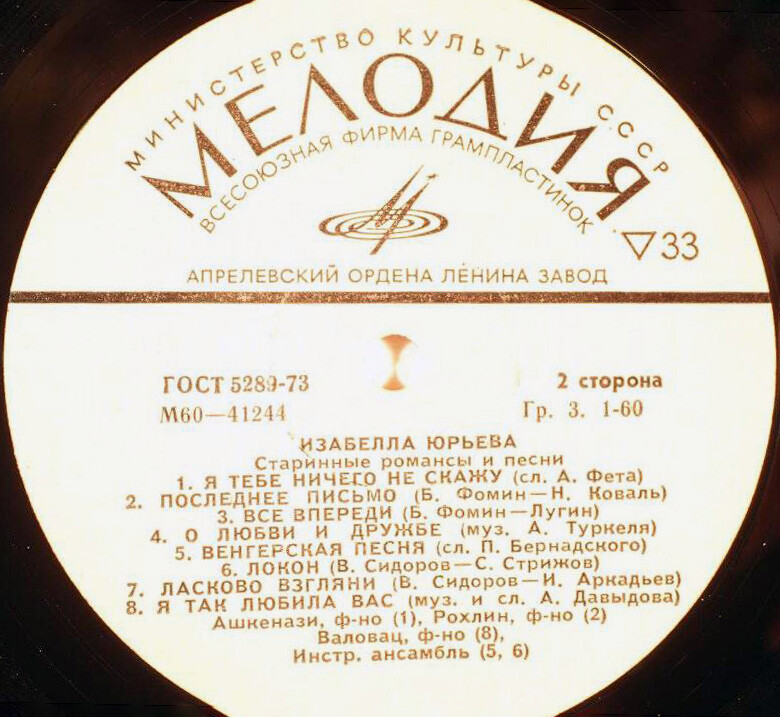 МИНИСТЕРСТВО КУЛЬТУРЫ СССР
МЕЛОДИЯ
ВСЕСОЮЗНАЯ ФИРМА ГРАМПЛАСТИНОК
▽33
АПРЕЛЕВСКИЙ ОРДЕНА ЛЕНИНА ЗАВОД
ГОСТ 5289-73
2 сторона
М60—41244
Гр. 3. 1-60
ИЗАБЕЛЛА ЮРЬЕВА
Старинные романсы и песни
1. Я ТЕБЕ НИЧЕГО НЕ СКАЖУ (сл. А. Фета)
2. ПОСЛЕДНЕЕ ПИСЬМО (Б. Фомин—Н. Коваль)
3. ВСЕ ВПЕРЕДИ (Б. Фомин—Лугин)
4. О ЛЮБВИ И ДРУЖБЕ (муз. А. Туркеля)
5. ВЕНГЕРСКАЯ ПЕСНЯ (сл. П. Бернадского)
6. ЛОКОН (В. Сидоров—С. Стрижов)
7. ЛАСКОВО ВЗГЛЯНИ (В. Сидоров—И. Аркадьев)
8. Я ТАК ЛЮБИЛА ВАС (муз. и сл. А. Давыдова)
Ашкенази, ф-но (1), Рохлин, ф-но (2)
Валовац, ф-но (8),
Инстр. ансамбль (5, 6)